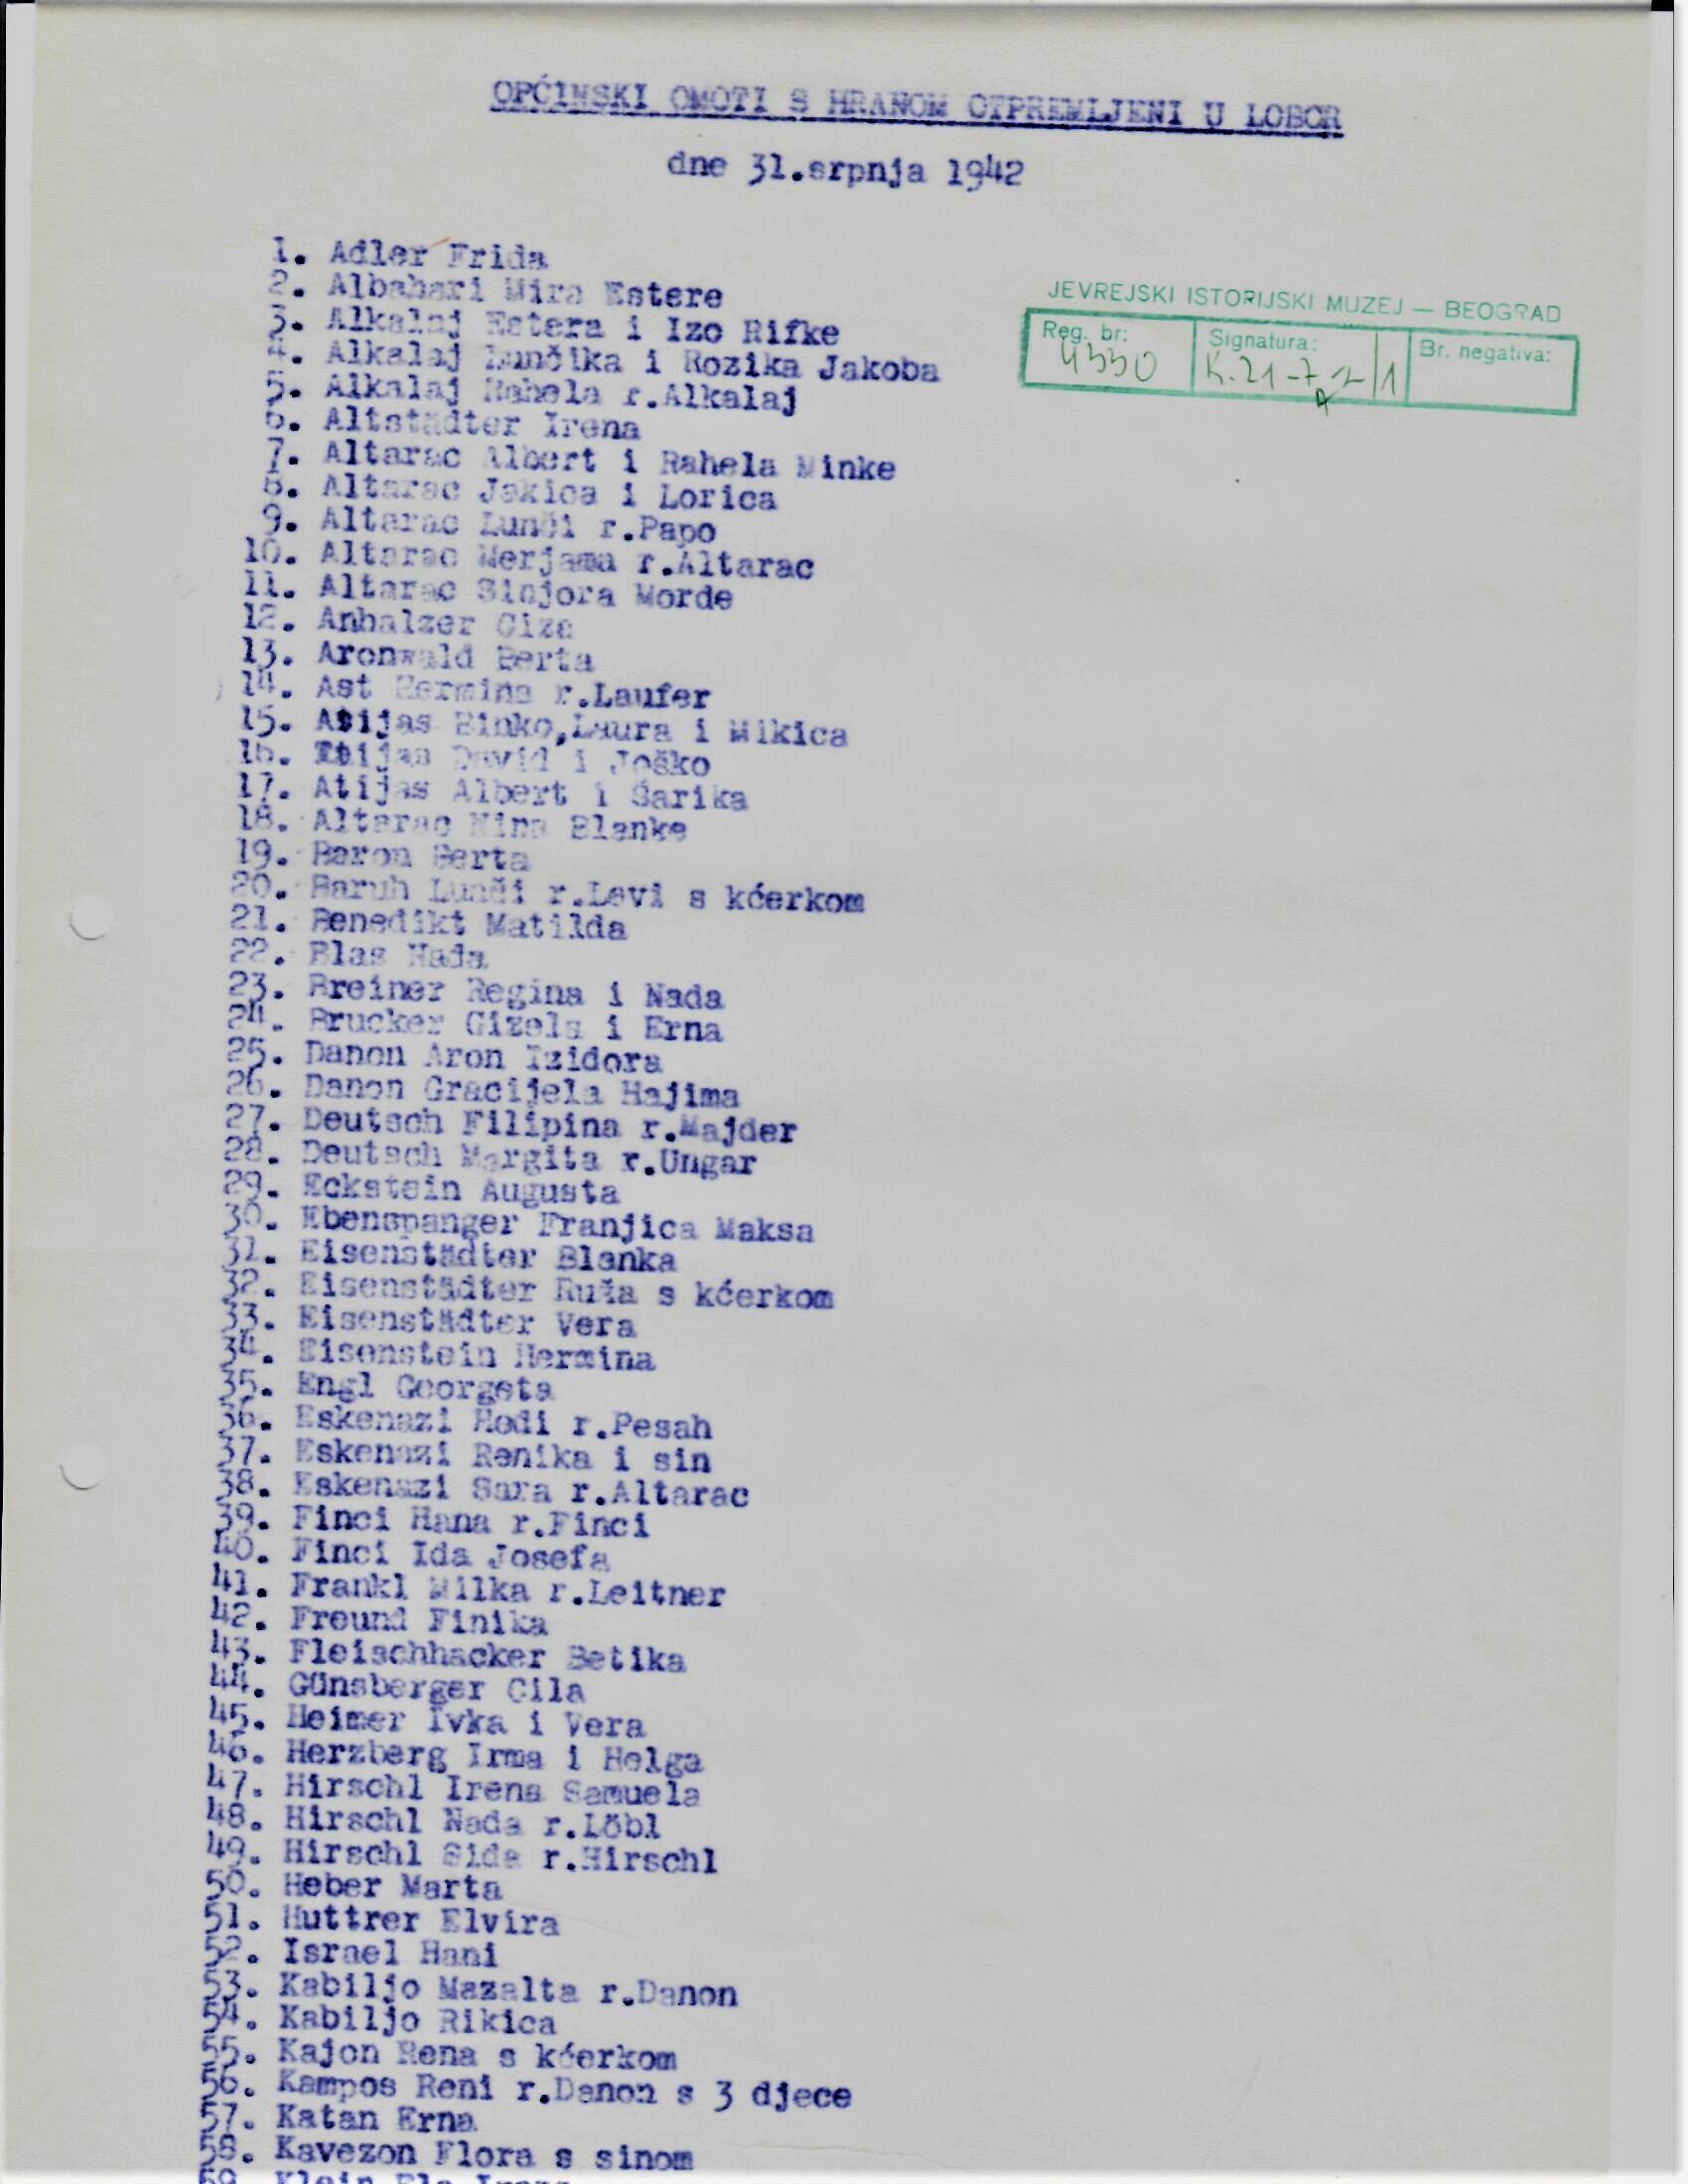 OPĆINSKI OMOTI S HRANOM OTPREMLJENI U LOBOR
dne 31.srpnja 1942
JEVREJSKI ISTORIJSKI MUZEJ — BEOGRAD
Reg. br: 4330
Signatura: K.21-7-2/1
Br. negativa:
1. Adler Frida
2. Albahari Mira Estere
3. Alkalaj Estera i Izo Rifke
4. Alkalaj Lunčika i Rozika Jakoba
5. Alkalaj Rahela r.Alkalaj
6. Altstädter Irena
7. Altarac Albert i Rahela Minke
8. Altarac Jakica i Lorica
9. Altarac Lunči r.Papo
10. Altarac Merjama r.Altarac
11. Altarac Sinjora Morde
12. Anhalzer Giza
13. Aronwald Berta
14. Ast Hermina r.Laufer
15. Atijas Binko,Laura i Mikica
16. Atijas David i Joško
17. Atijas Albert i Šarika
18. Altarac Nina Blanke
19. Baron Berta
20. Baruh Lunči r.Levi s kćerkom
21. Benedikt Matilda
22. Blas Nada
23. Breiner Regina i Nada
24. Brucker Gizela i Erna
25. Danon Aron Izidora
26. Danon Gracijela Hajima
27. Deutsch Filipina r.Majder
28. Deutsch Margita r.Ungar
29. Eckstein Augusta
30. Ebenspanger Franjica Maksa
31. Eisenstädter Blanka
32. Eisenstädter Ruža s kćerkom
33. Eisenstädter Vera
34. Eisenstein Hermina
35. Engl Georgeta
36. Eskenazi Hedi r.Pesah
37. Eskenazi Renika i sin
38. Eskenazi Sara r.Altarac
39. Finci Hana r.Finci
40. Finci Ida Josefa
41. Frankl Milka r.Leitner
42. Freund Finika
43. Fleischhacker Betika
44. Günsberger Cila
45. Heimer Ivka i Vera
46. Herzberg Irma i Helga
47. Hirschl Irena Samuela
48. Hirschl Nada r.Löbl
49. Hirschl Sida r.Hirschl
50. Heber Marta
51. Huttrer Elvira
52. Israel Hani
53. Kabiljo Mazalta r.Danon
54. Kabiljo Rikica
55. Kajon Rena s kćerkom
56. Kampos Reni r.Danon s 3 djece
57. Katan Erna
58. Kavezon Flora s sinom
59. Klein